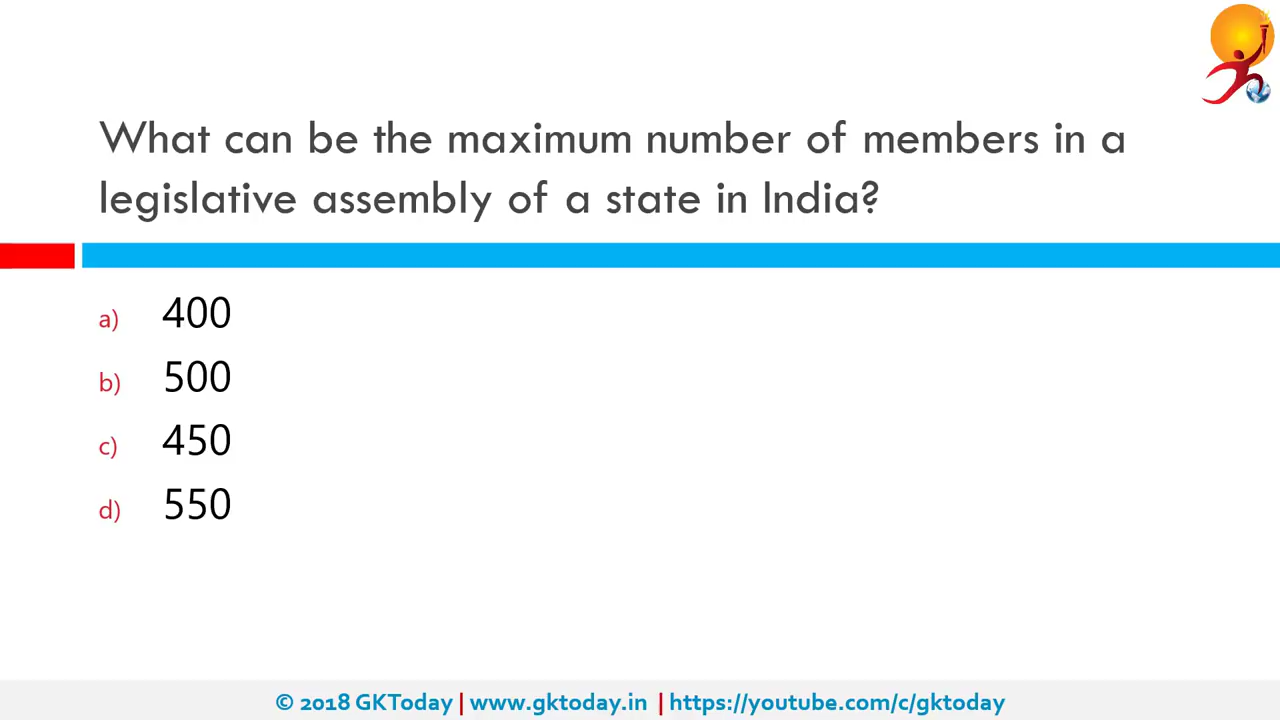 What can be the maximum number of members in a
legislative assembly of a state in India?
a) 400
b) 500
c) 450
d) 550
© 2018 GKToday | www.gktoday.in | https://youtube.com/c/gktoday